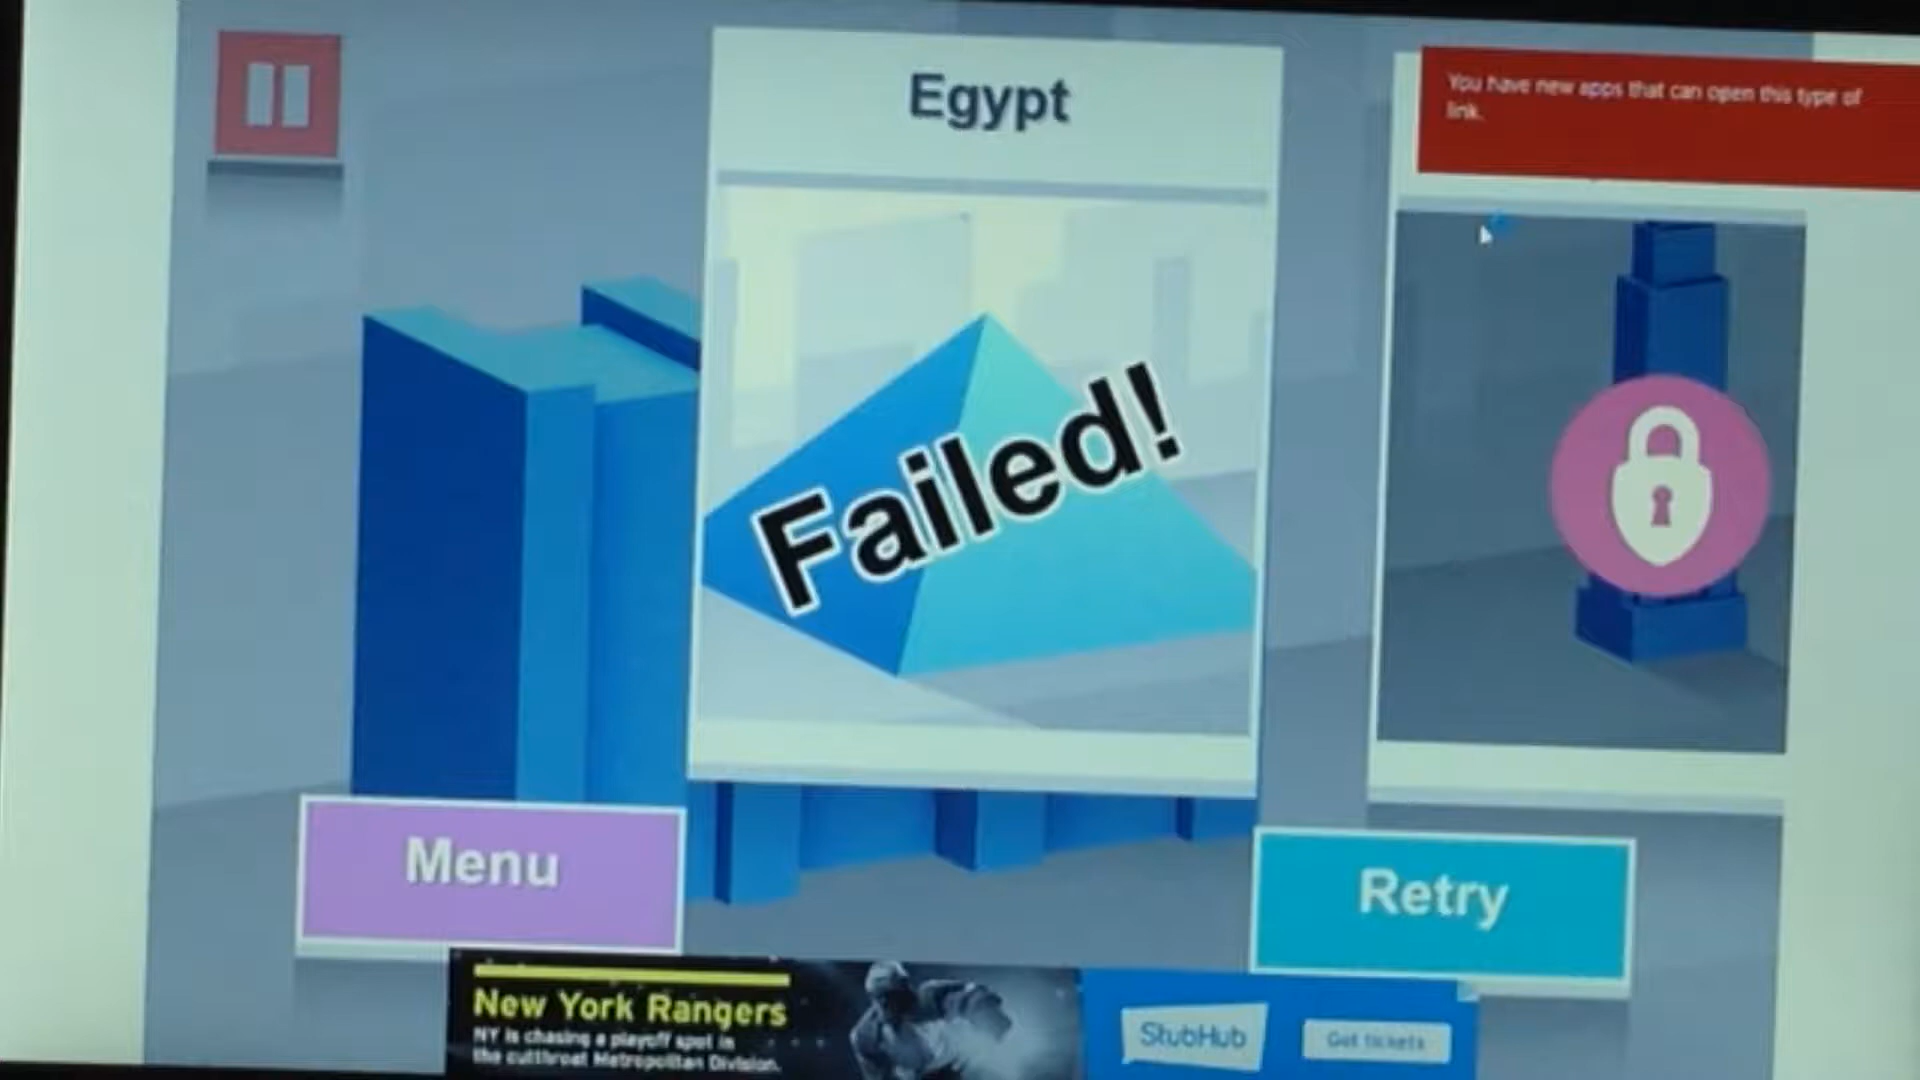 Egypt
You have new apps that can open this type of
link.
Failed!
Menu
Retry
New York Rangers
NY is chasing a playoff spot in
the cutthroat Metropolitan Division.
StubHub
Get tickets